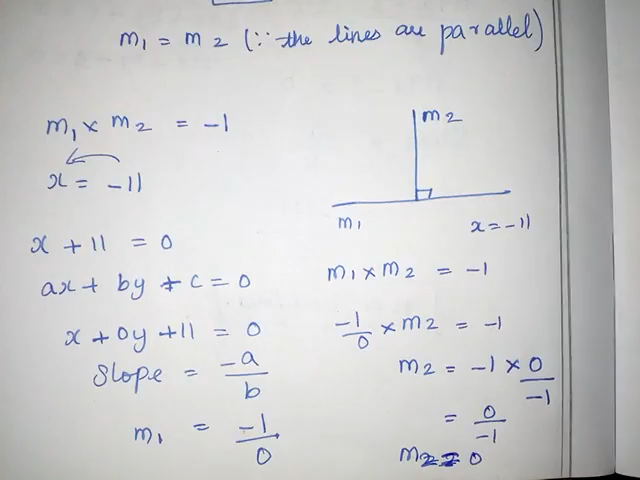 m₁ = m2 (∵ the lines are parallel)
m₁ × m2 = -1
x = -11
x + 11 = 0
ax + by + c = 0
x + 0y + 11 = 0
Slope = -a/b
m₁ = -1/0
m2
m₁
x = -11
m₁ × m2 = -1
-1/0 × m2 = -1
m2 = -1 × 0/-1
= 0/-1
m2 = 0